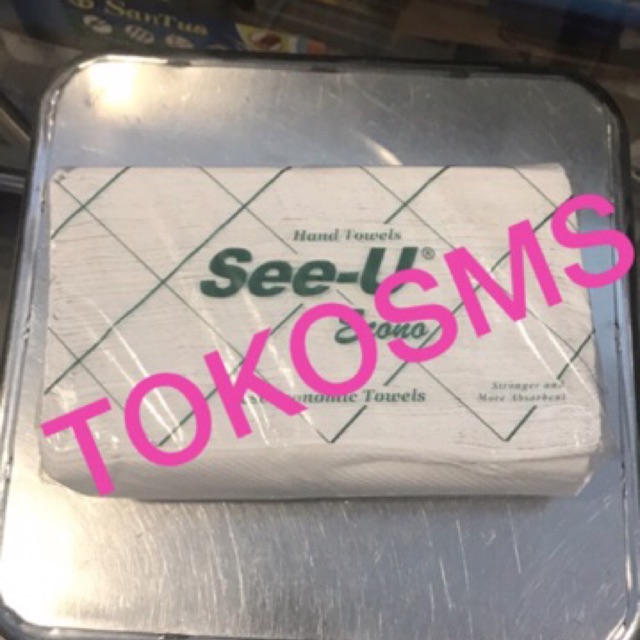 SanTus
Hand Towels
See-U®
Econo
Economic Towels
Stronger and
More Absorbent
TOKOSMS